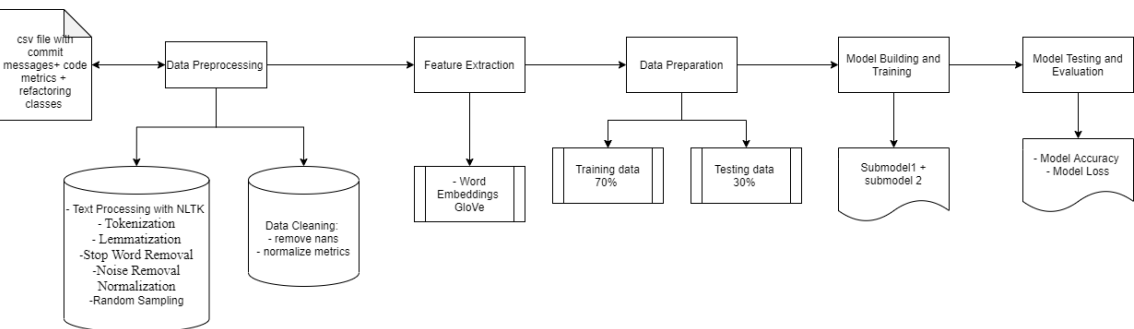 csv file with
commit
messages+ code
metrics +
refactoring
classes
Data Preprocessing
Feature Extraction
Data Preparation
Model Building and
Training
Model Testing and
Evaluation
- Text Processing with NLTK
- Tokenization
- Lemmatization
-Stop Word Removal
-Noise Removal
Normalization
-Random Sampling
Data Cleaning:
- remove nans
- normalize metrics
- Word
Embeddings
GloVe
Training data
70%
Testing data
30%
Submodel1 +
submodel 2
- Model Accuracy
- Model Loss